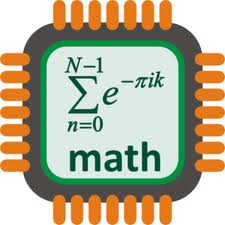 N−1
∑ e^{−πik}
n=0
math